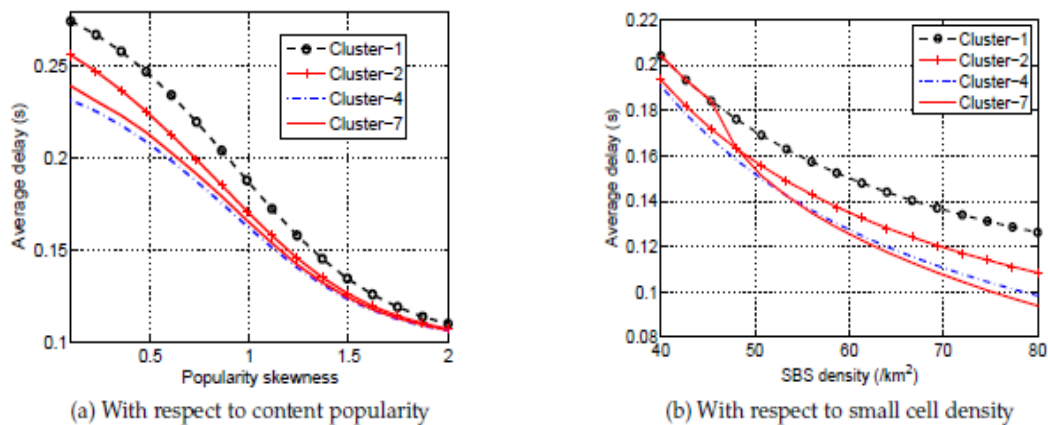 0.25
0.2
0.15
0.1
0.5
1
1.5
2
Average delay (s)
Popularity skewness
Cluster-1
Cluster-2
Cluster-4
Cluster-7
(a) With respect to content popularity
0.22
0.2
0.18
0.16
0.14
0.12
0.1
0.08
40
50
60
70
80
Average delay (s)
SBS density (/km²)
Cluster-1
Cluster-2
Cluster-4
Cluster-7
(b) With respect to small cell density